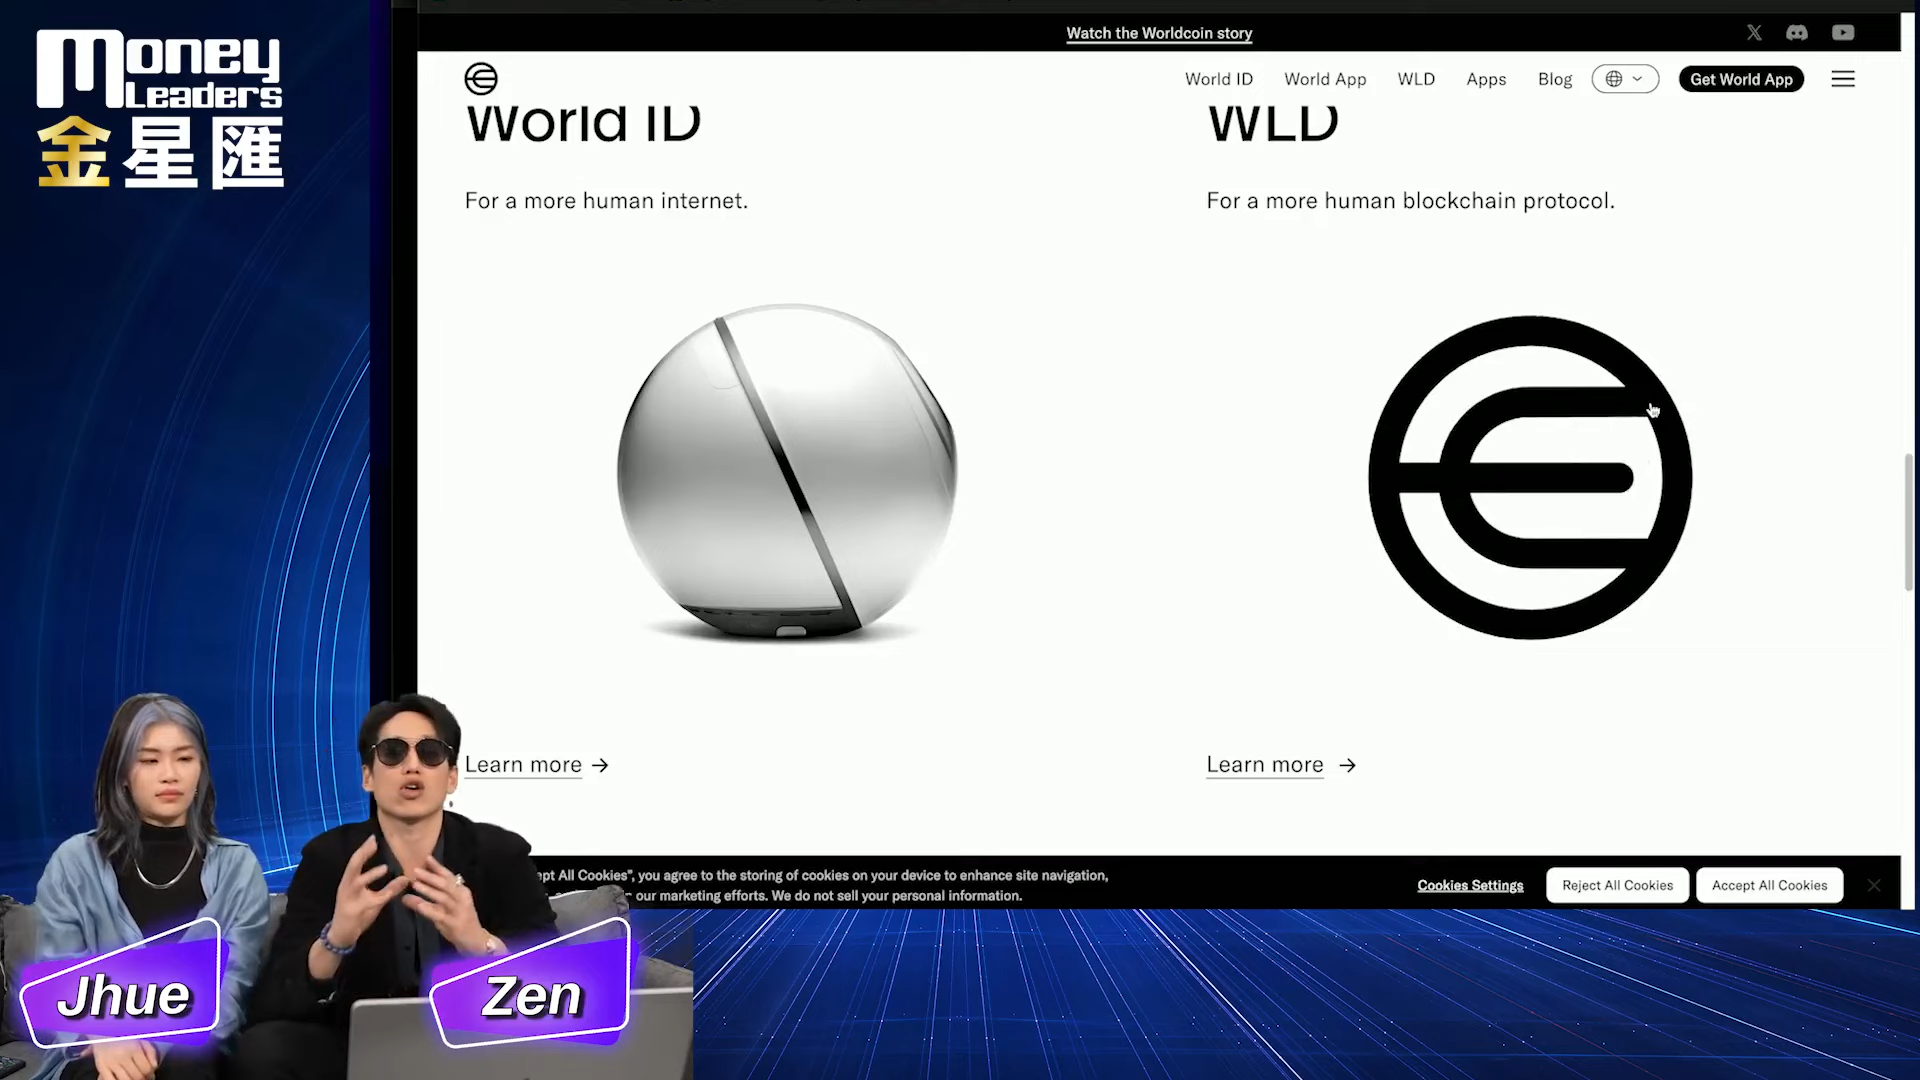 Money
Leaders
金星匯
Watch the Worldcoin story
World ID
World App
WLD
Apps
Blog
Get World App
World ID
WLD
For a more human internet.
For a more human blockchain protocol.
Learn more →
Learn more →
ept All Cookies", you agree to the storing of cookies on your device to enhance site navigation,
our marketing efforts. We do not sell your personal information.
Cookies Settings
Reject All Cookies
Accept All Cookies
Jhue
Zen